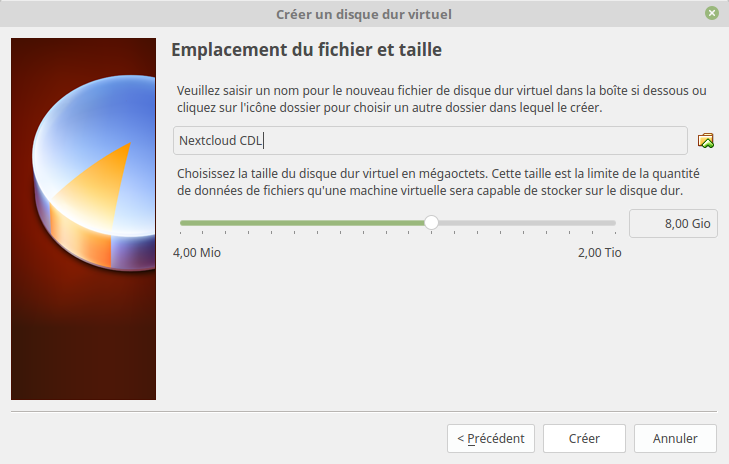 Créer un disque dur virtuel
Emplacement du fichier et taille
Veuillez saisir un nom pour le nouveau fichier de disque dur virtuel dans la boîte si dessous ou
cliquez sur l'icône dossier pour choisir un autre dossier dans lequel le créer.
Nextcloud CDL
Choisissez la taille du disque dur virtuel en mégaoctets. Cette taille est la limite de la quantité
de données de fichiers qu'une machine virtuelle sera capable de stocker sur le disque dur.
8,00 Gio
4,00 Mio
2,00 Tio
< Précédent
Créer
Annuler